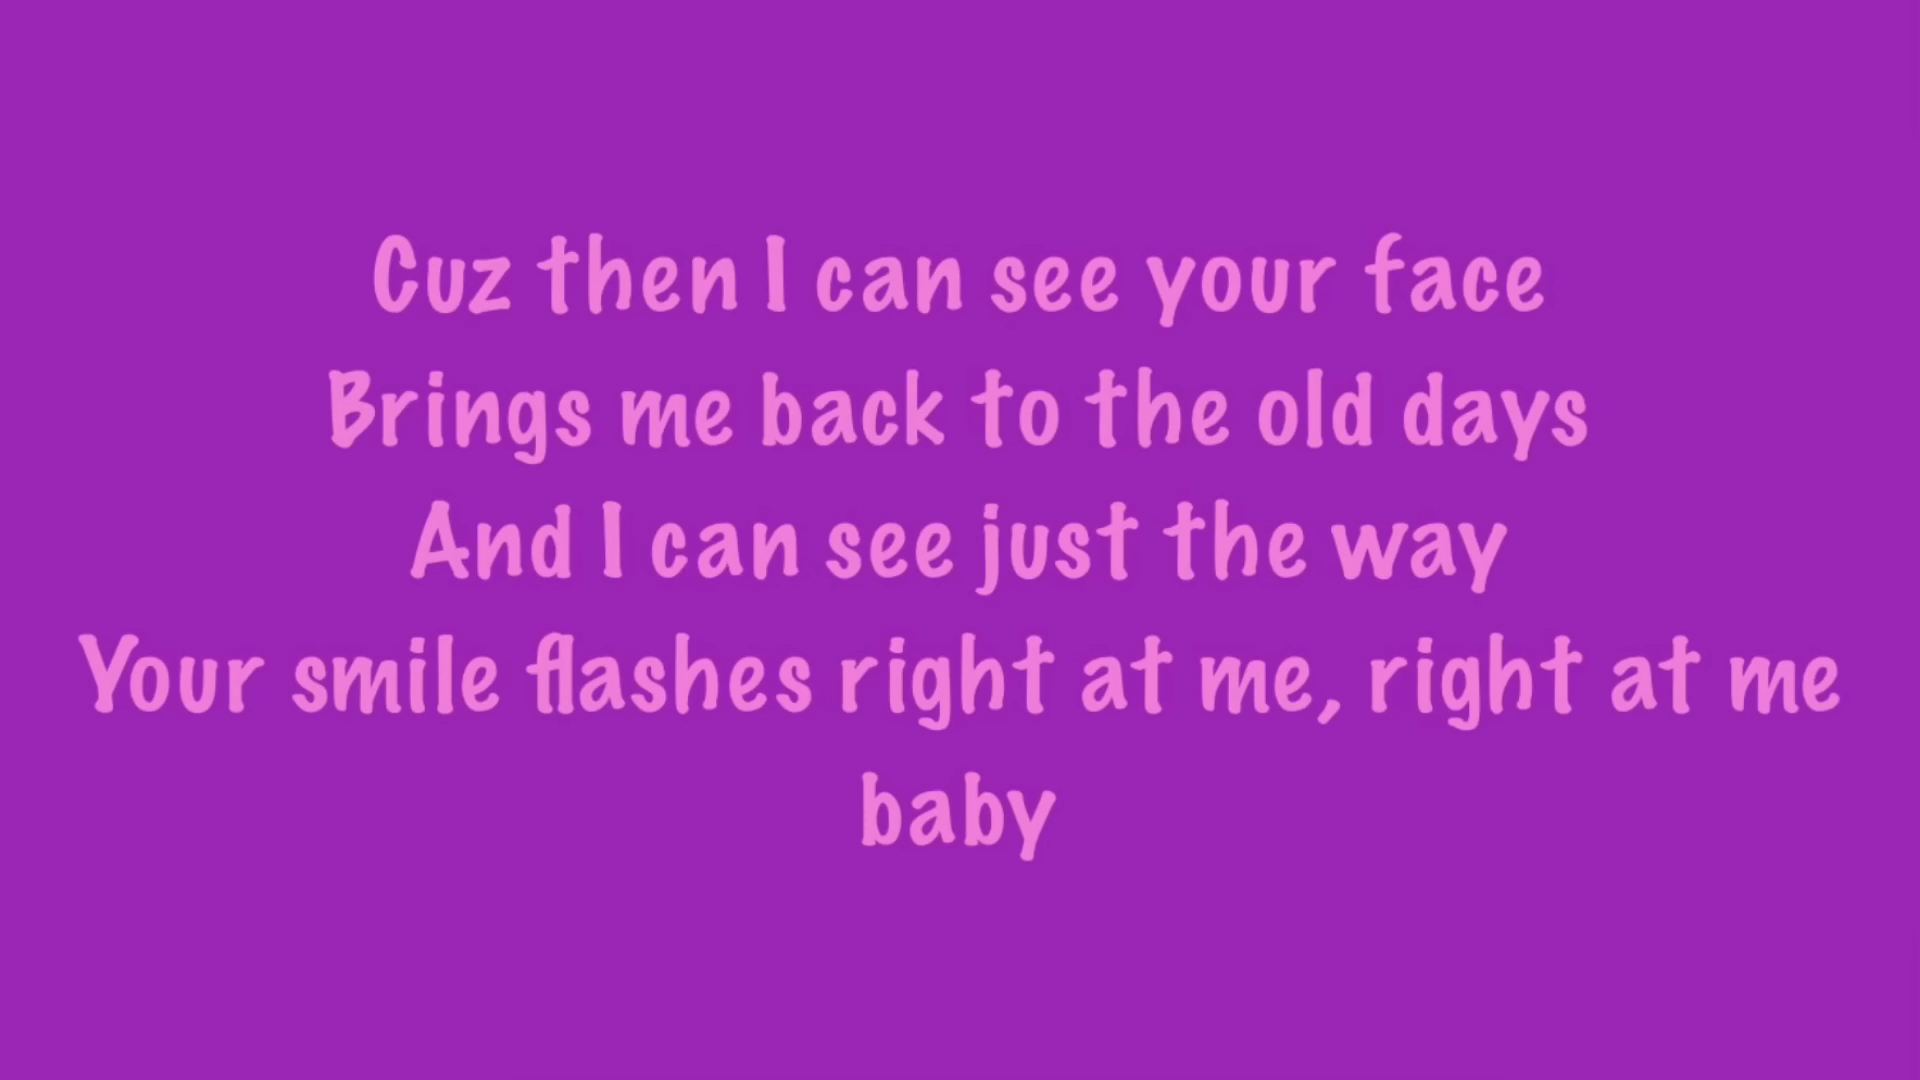 Cuz then I can see your face
Brings me back to the old days
And I can see just the way
Your smile flashes right at me, right at me
baby